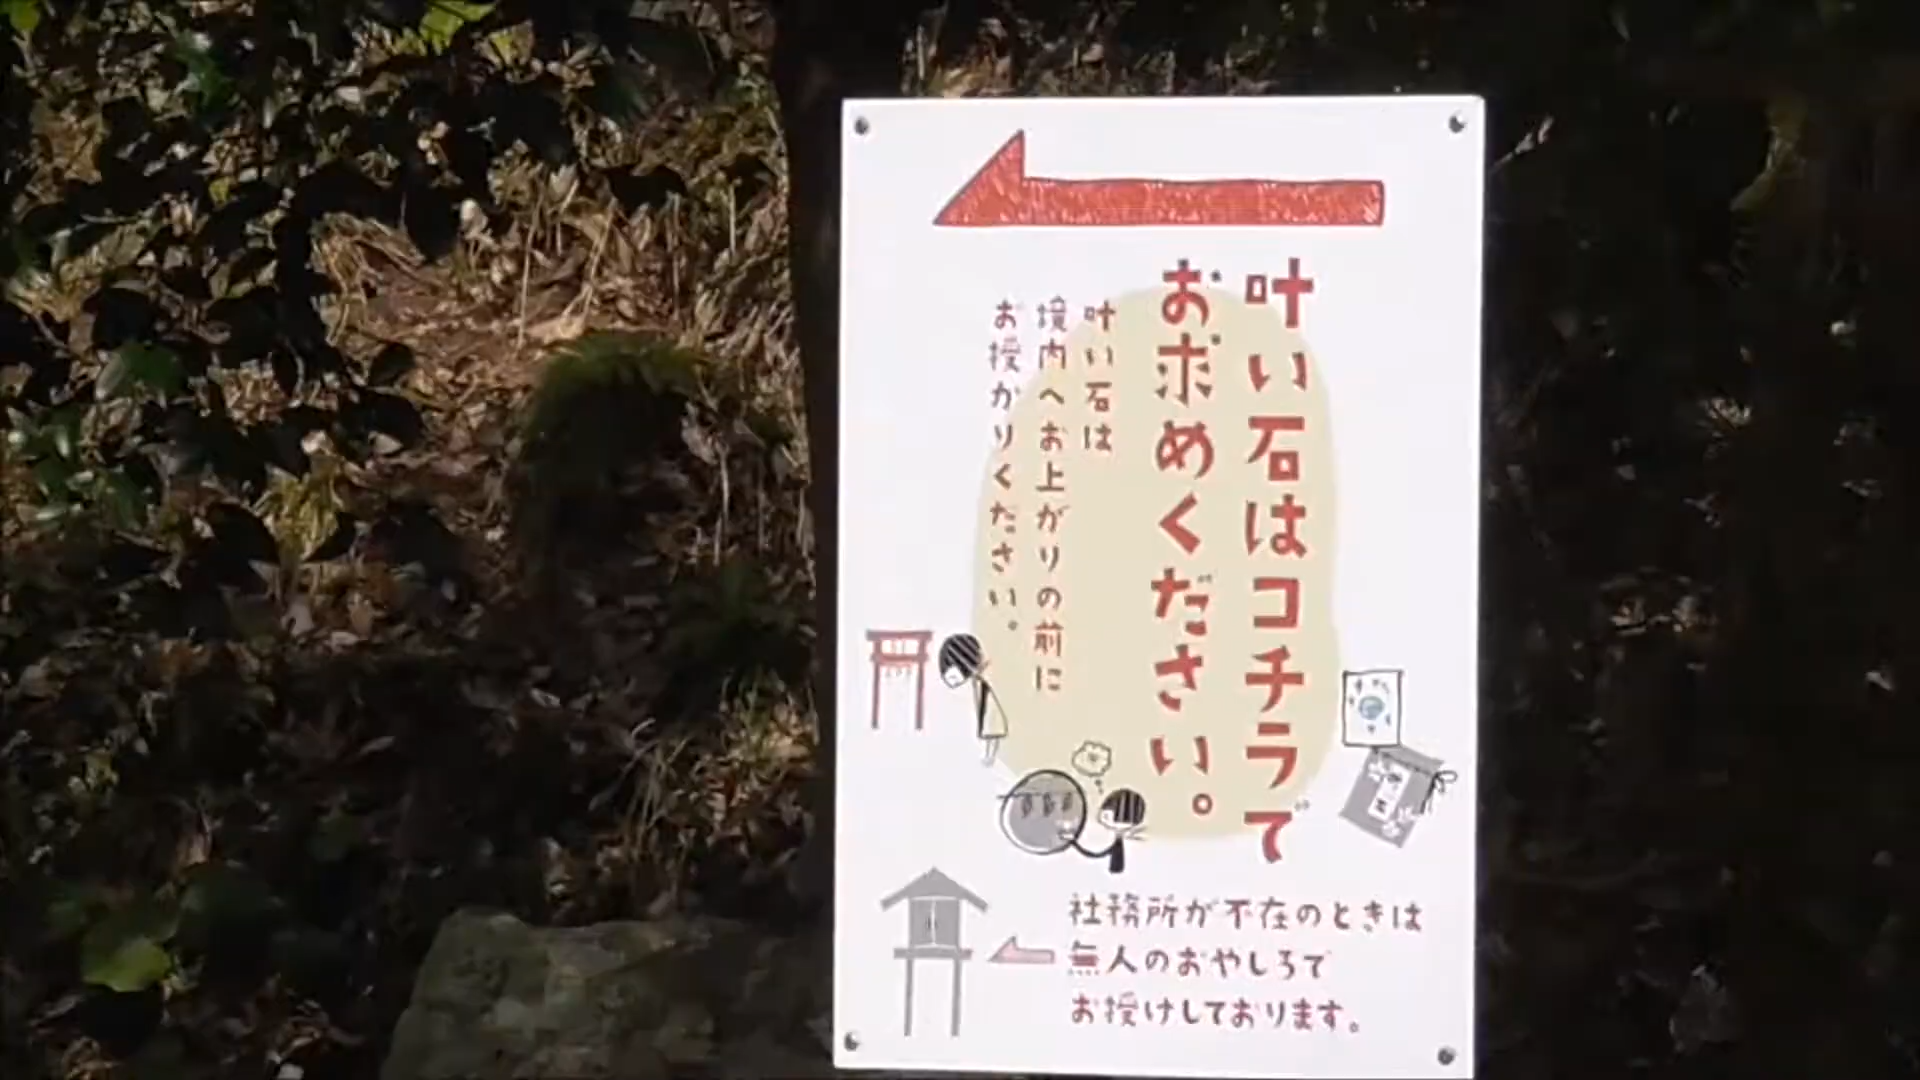 叶い石はコチラで
お求めください。
叶い石は
境内へお上がりの前に
お授かりください。
社務所が不在のときは
無人のおやしろで
お授けしております。